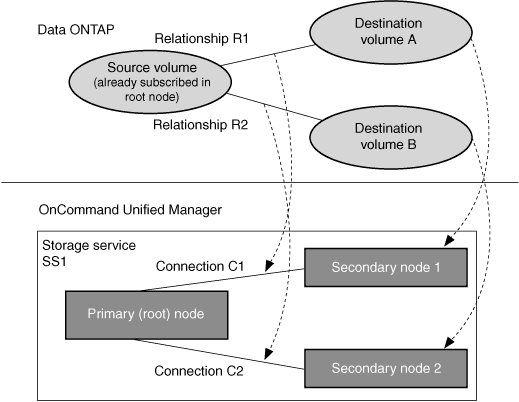 Data ONTAP
Relationship R1
Destination
volume A
Source volume
(already subscribed in
root node)
Relationship R2
Destination
volume B
OnCommand Unified Manager
Storage service
SS1
Connection C1
Secondary node 1
Primary (root) node
Connection C2
Secondary node 2